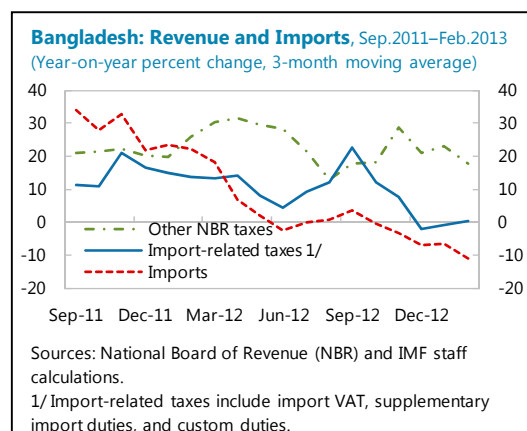 Bangladesh: Revenue and Imports, Sep.2011–Feb.2013
(Year-on-year percent change, 3-month moving average)
40 40
30 30
20 20
10 10
0 0
-10 -10
-20 -20
Other NBR taxes
Import-related taxes 1/
Imports
Sep-11 Dec-11 Mar-12 Jun-12 Sep-12 Dec-12
Sources: National Board of Revenue (NBR) and IMF staff
calculations.
1/ Import-related taxes include import VAT, supplementary
import duties, and custom duties.